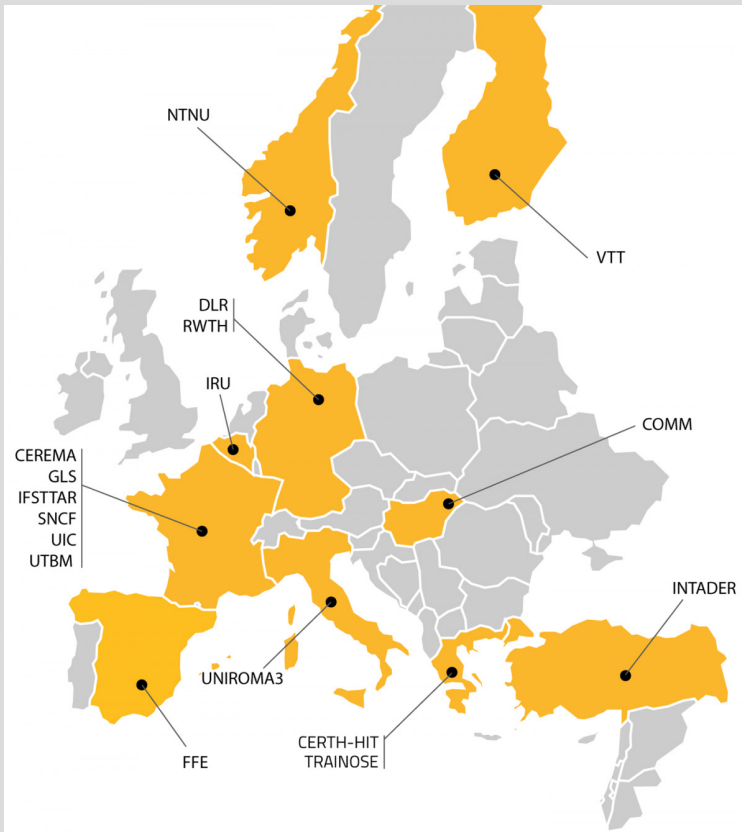 NTNU
VTT
DLR
RWTH
IRU
COMM
CEREMA
GLS
IFSTTAR
SNCF
UIC
UTBM
INTADER
UNIROMA3
CERTH-HIT
TRAINOSE
FFE